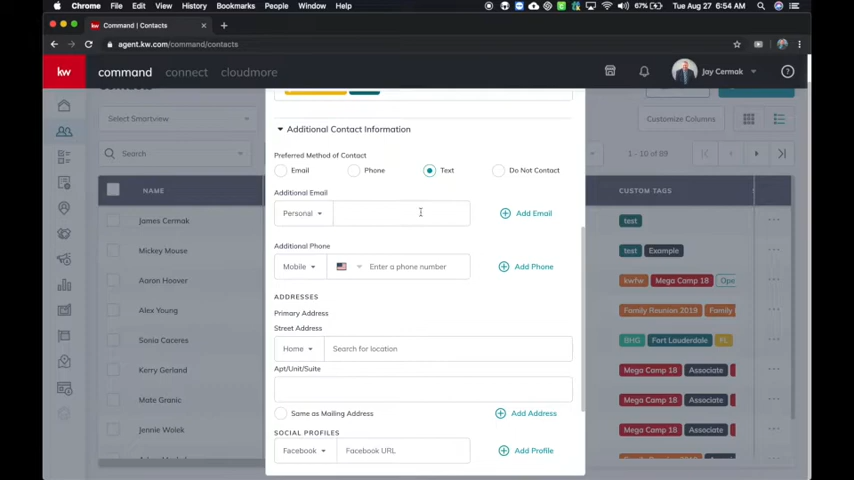 Chrome File Edit View History Bookmarks People Window Help 67% Tue Aug 27 6:54 AM
Command | Contacts
agent.kw.com/command/contacts
kw command connect cloudmore Jay Cermak
Select Smartview Customize Columns
Search 1 - 10 of 69
NAME CUSTOM TAGS
James Cermak test
Mickey Mouse test Example
Aaron Hoover kwfw Mega Camp 18 Ope
Alex Young Family Reunion 2019 Family
Sonia Caceres BHG Fort Lauderdale FL
Kerry Gerland Mega Camp 18 Associate
Mate Granic Mega Camp 18 Associate
Jennie Wolek Mega Camp 18 Associate
Additional Contact Information
Preferred Method of Contact
Email Phone Text Do Not Contact
Additional Email
Personal Add Email
Additional Phone
Mobile Enter a phone number Add Phone
ADDRESSES
Primary Address
Street Address
Home Search for location
Apt/Unit/Suite
Same as Mailing Address Add Address
SOCIAL PROFILES
Facebook Facebook URL Add Profile